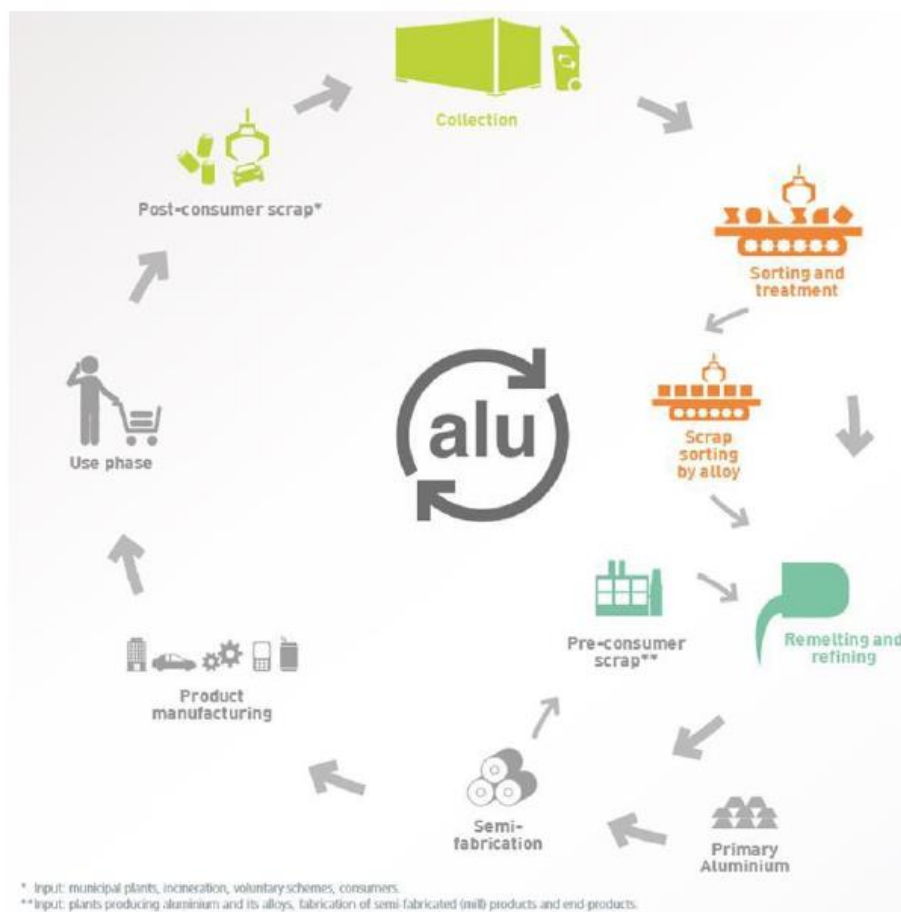 Collection
Post-consumer scrap*
Sorting and
treatment
alu
Scrap
sorting
by alloy
Use phase
Pre-consumer
scrap**
Remelting and
refining
Product
manufacturing
Semi-
fabrication
Primary
Aluminium
* Input: municipal plants, incineration, voluntary schemes, consumers.
**Input: plants producing aluminium and its alloys, fabrication of semi-fabricated (mill) products and end-products.